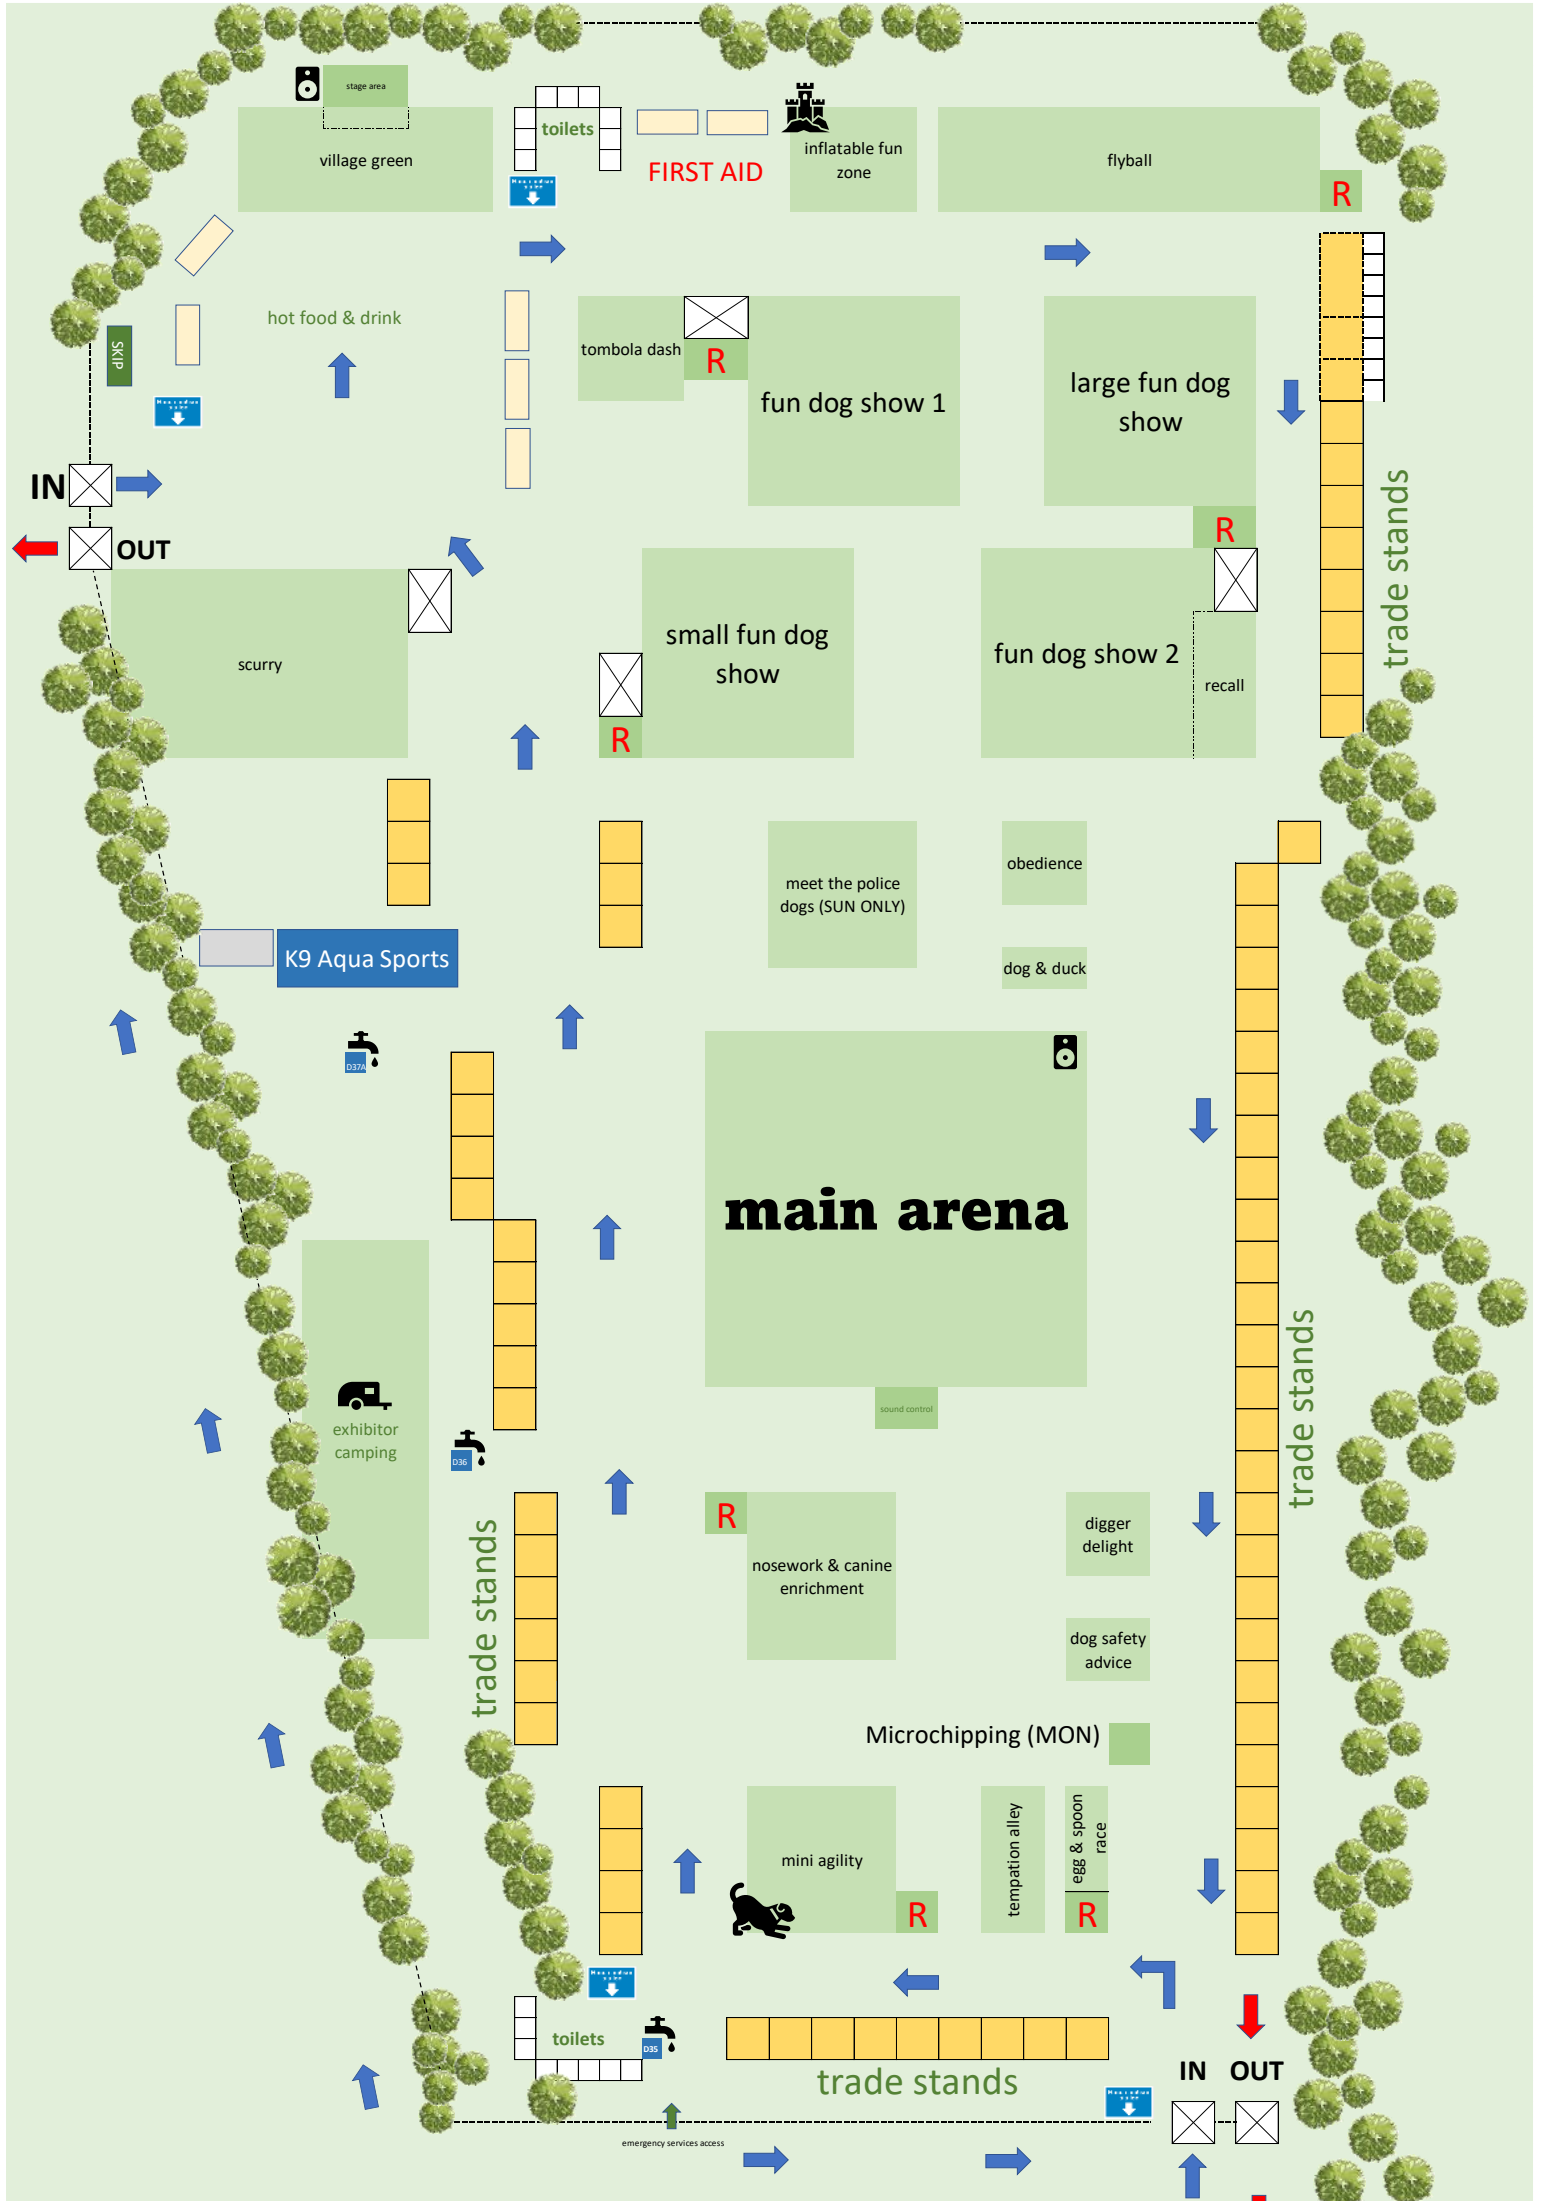 stage area
village green
toilets
FIRST AID
inflatable fun
zone
flyball
R
hot food & drink
SKIP
tombola dash
R
fun dog show 1
large fun dog
show
R
IN
OUT
trade stands
scurry
small fun dog
show
R
fun dog show 2
recall
meet the police
dogs (SUN ONLY)
obedience
dog & duck
K9 Aqua Sports
D37A
main arena
sound control
trade stands
exhibitor
camping
D36
trade stands
R
nosework & canine
enrichment
digger
delight
dog safety
advice
Microchipping (MON)
mini agility
R
tempation alley
egg & spoon
race
R
toilets
D35
trade stands
IN OUT
emergency services access